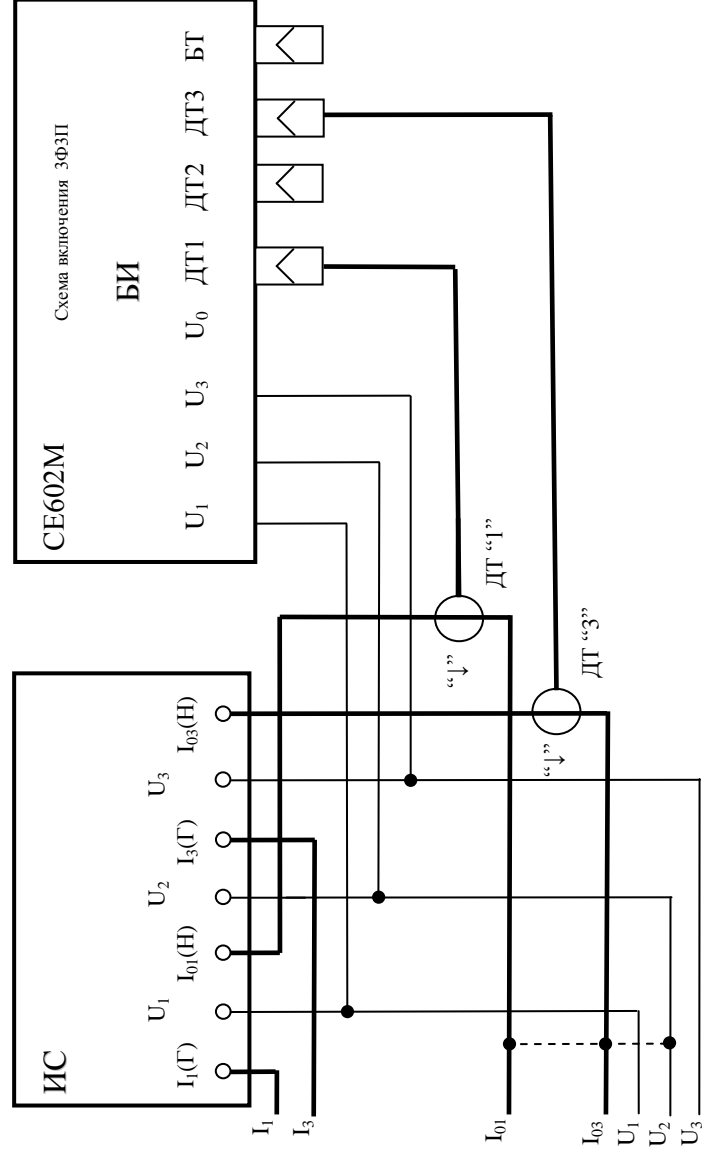 СЕ602М
Схема включения 3Ф3П
БИ
U₁
U₂
U₃
U₀
ДТ1
ДТ2
ДТ3
БТ
ИС
I₁(Г)
U₁
I₀₁(Н)
U₂
I₃(Г)
U₃
I₀₃(Н)
ДТ “1”
“↓”
ДТ “3”
“↓”
I₁
I₃
I₀₁
I₀₃
U₁
U₂
U₃